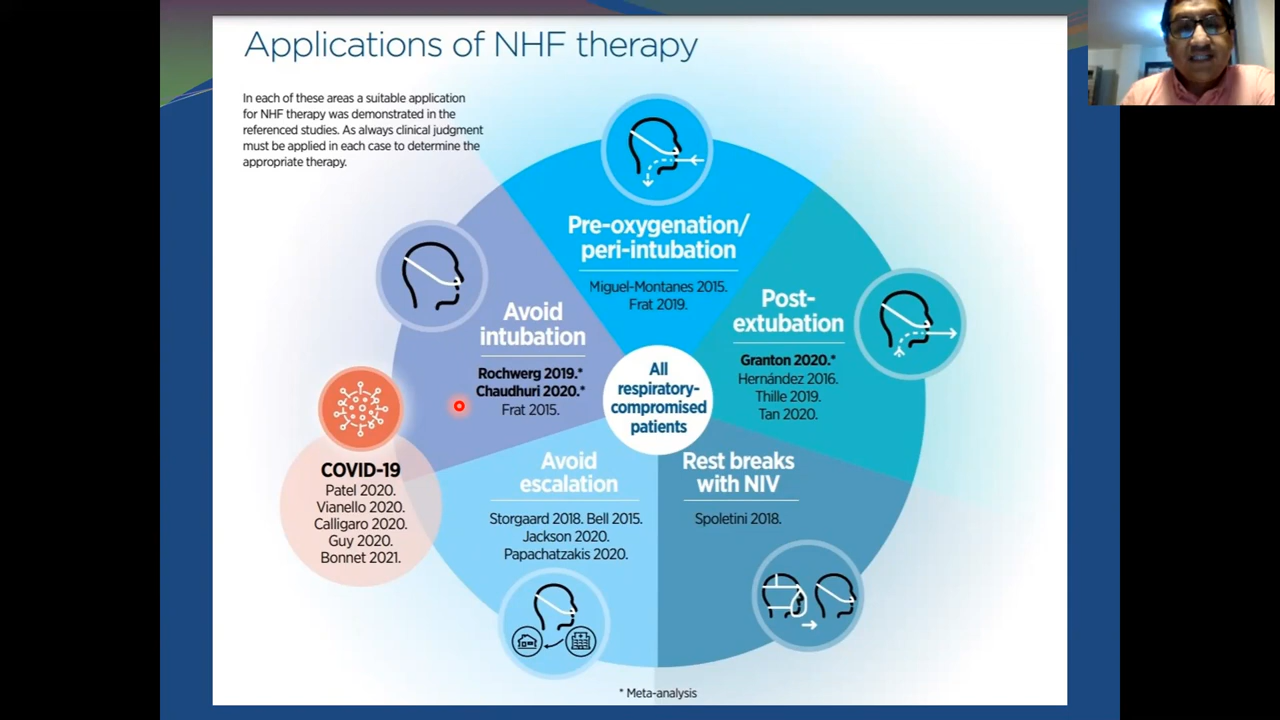 Applications of NHF therapy
In each of these areas a suitable application
for NHF therapy was demonstrated in the
referenced studies. As always clinical judgment
must be applied in each case to determine the
appropriate therapy.
Pre-oxygenation/
peri-intubation
Miguel-Montanes 2015.
Frat 2019.
Post-
extubation
Granton 2020.*
Hernández 2016.
Thille 2019.
Tan 2020.
Avoid
intubation
Rochwerg 2019.*
Chaudhuri 2020.*
Frat 2015.
All
respiratory-
compromised
patients
COVID-19
Patel 2020.
Vianello 2020.
Calligaro 2020.
Guy 2020.
Bonnet 2021.
Avoid
escalation
Storgaard 2018. Bell 2015.
Jackson 2020.
Papachatzakis 2020.
Rest breaks
with NIV
Spoletini 2018.
* Meta-analysis